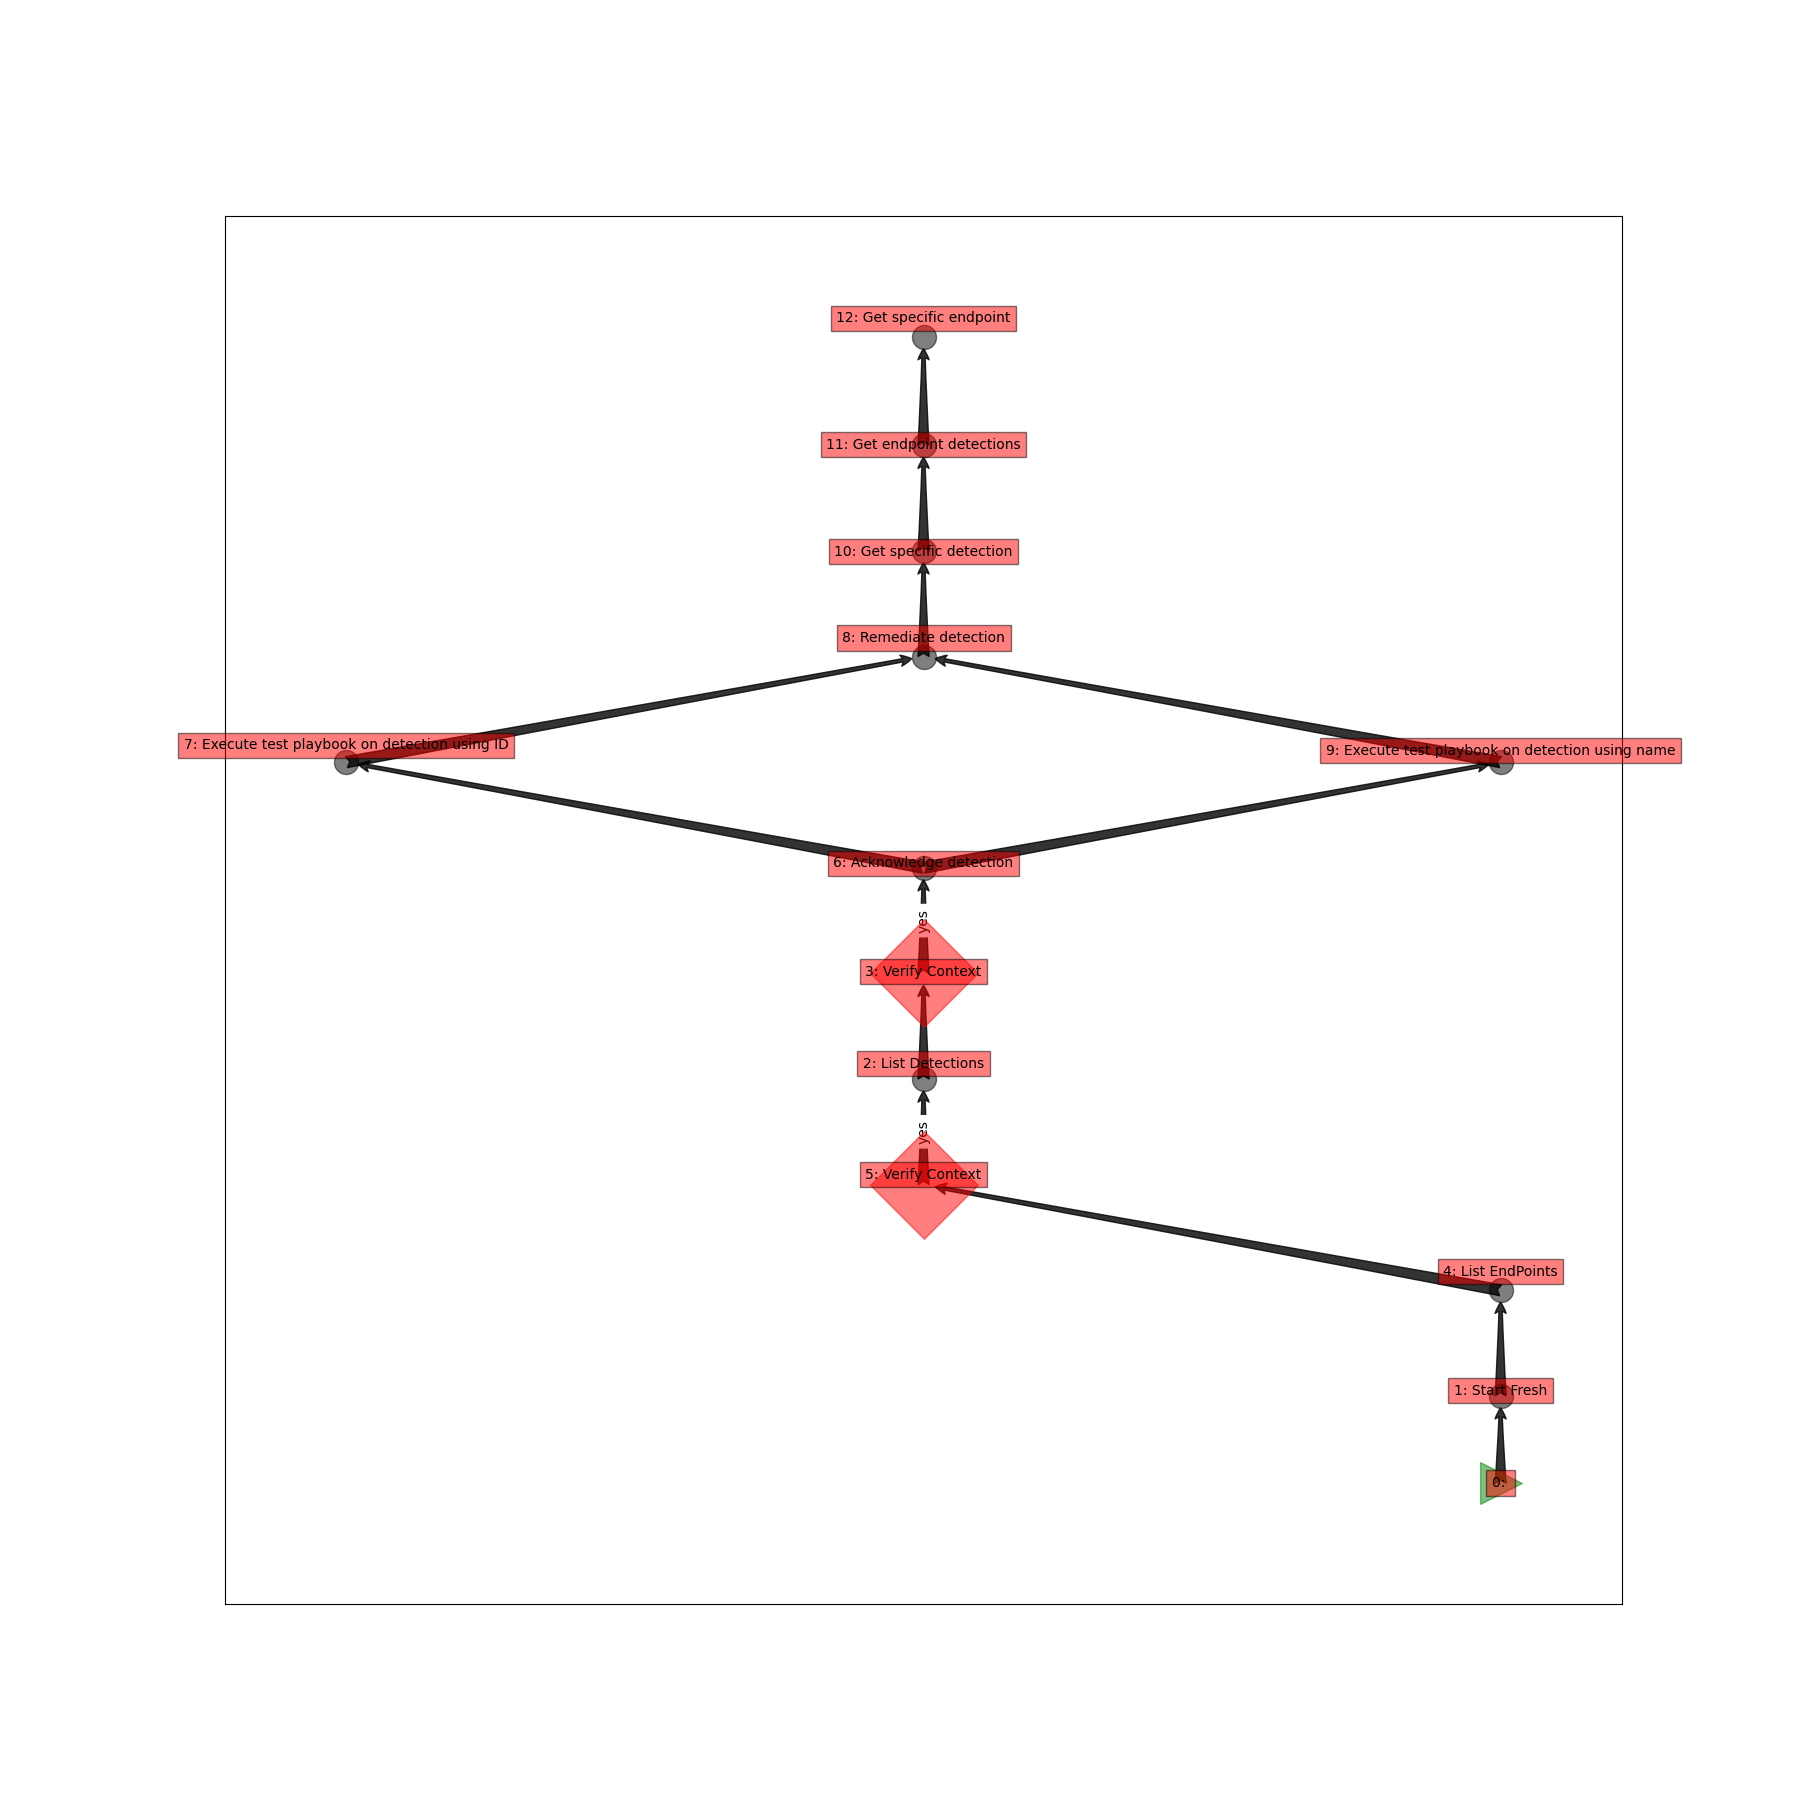 12: Get specific endpoint
11: Get endpoint detections
10: Get specific detection
8: Remediate detection
7: Execute test playbook on detection using ID
9: Execute test playbook on detection using name
6: Acknowledge detection
yes
3: Verify Context
2: List Detections
yes
5: Verify Context
4: List EndPoints
1: Start Fresh
0: